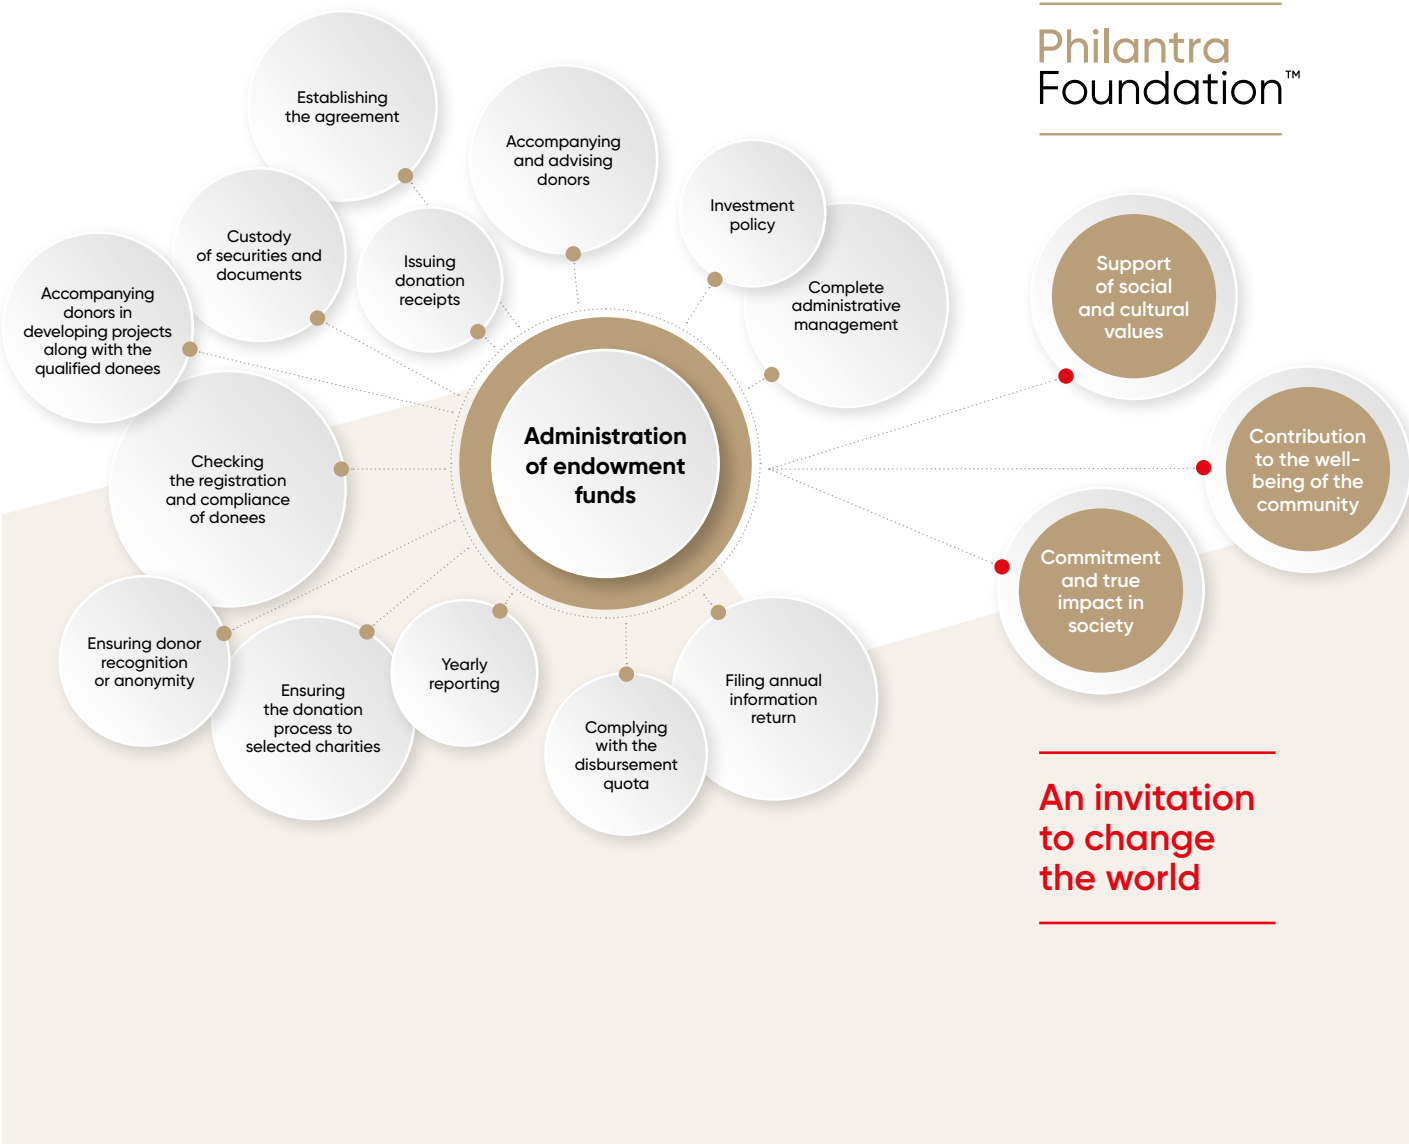 Philantra
Foundation™
Establishing
the agreement
Accompanying
and advising
donors
Investment
policy
Custody
of securities and
documents
Issuing
donation
receipts
Complete
administrative
management
Accompanying
donors in
developing projects
along with the
qualified donees
Support
of social
and cultural
values
Administration
of endowment
funds
Checking
the registration
and compliance
of donees
Contribution
to the well-
being of the
community
Commitment
and true
impact in
society
Ensuring donor
recognition
or anonymity
Ensuring
the donation
process to
selected charities
Yearly
reporting
Complying
with the
disbursement
quota
Filing annual
information
return
An invitation
to change
the world